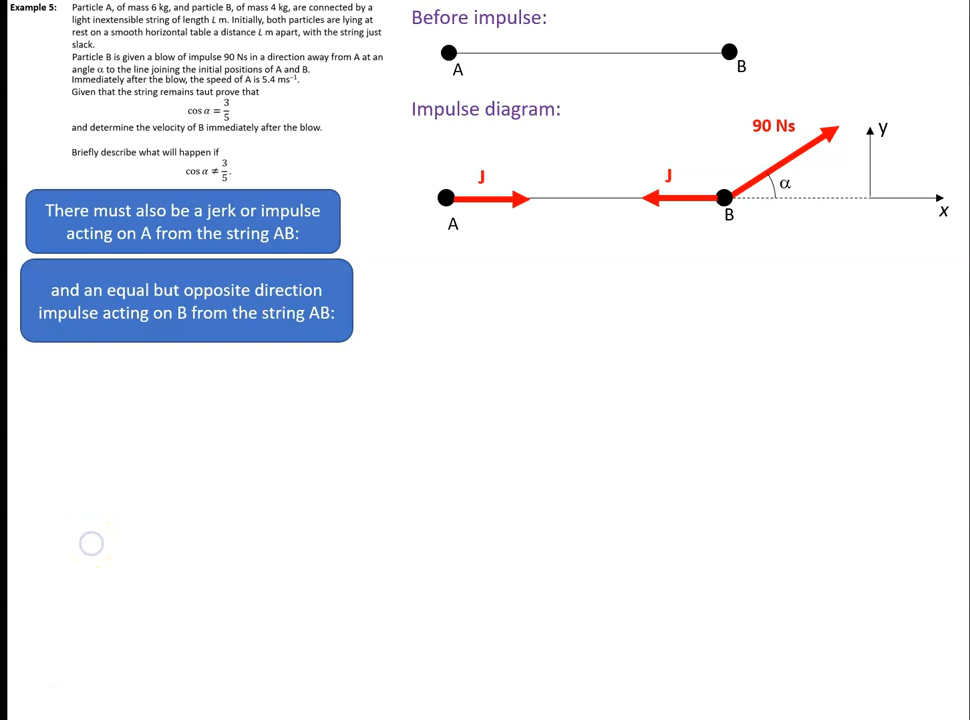 Example 5: Particle A, of mass 6 kg, and particle B, of mass 4 kg, are connected by a
light inextensible string of length L m. Initially, both particles are lying at
rest on a smooth horizontal table a distance L m apart, with the string just
slack.
Particle B is given a blow of impulse 90 Ns in a direction away from A at an
angle α to the line joining the initial positions of A and B.
Immediately after the blow, the speed of A is 5.4 ms⁻¹.
Given that the string remains taut prove that
cos α = 3/5
and determine the velocity of B immediately after the blow.
Briefly describe what will happen if
cos α ≠ 3/5.
There must also be a jerk or impulse
acting on A from the string AB:
and an equal but opposite direction
impulse acting on B from the string AB:
Before impulse:
A
B
Impulse diagram:
90 Ns
y
J
J
α
A
B
x